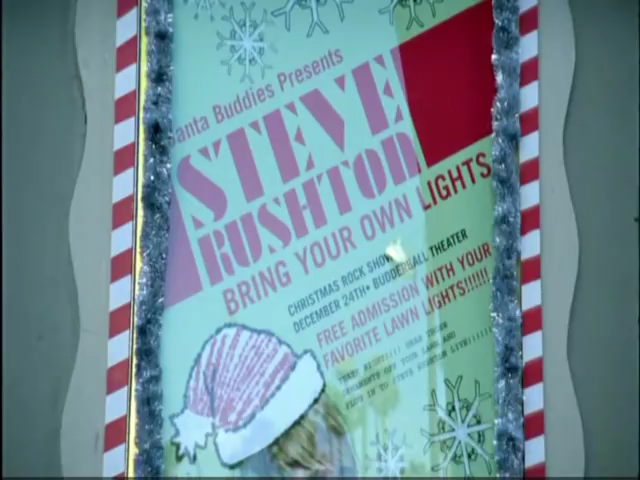 anta Buddies Presents
STEVE
RUSHTON
BRING YOUR OWN LIGHTS
CHRISTMAS ROCK SHOW
DECEMBER 24TH• BUDDERBALL THEATER
FREE ADMISSION WITH YOUR
FAVORITE LAWN LIGHTS!!!!!!